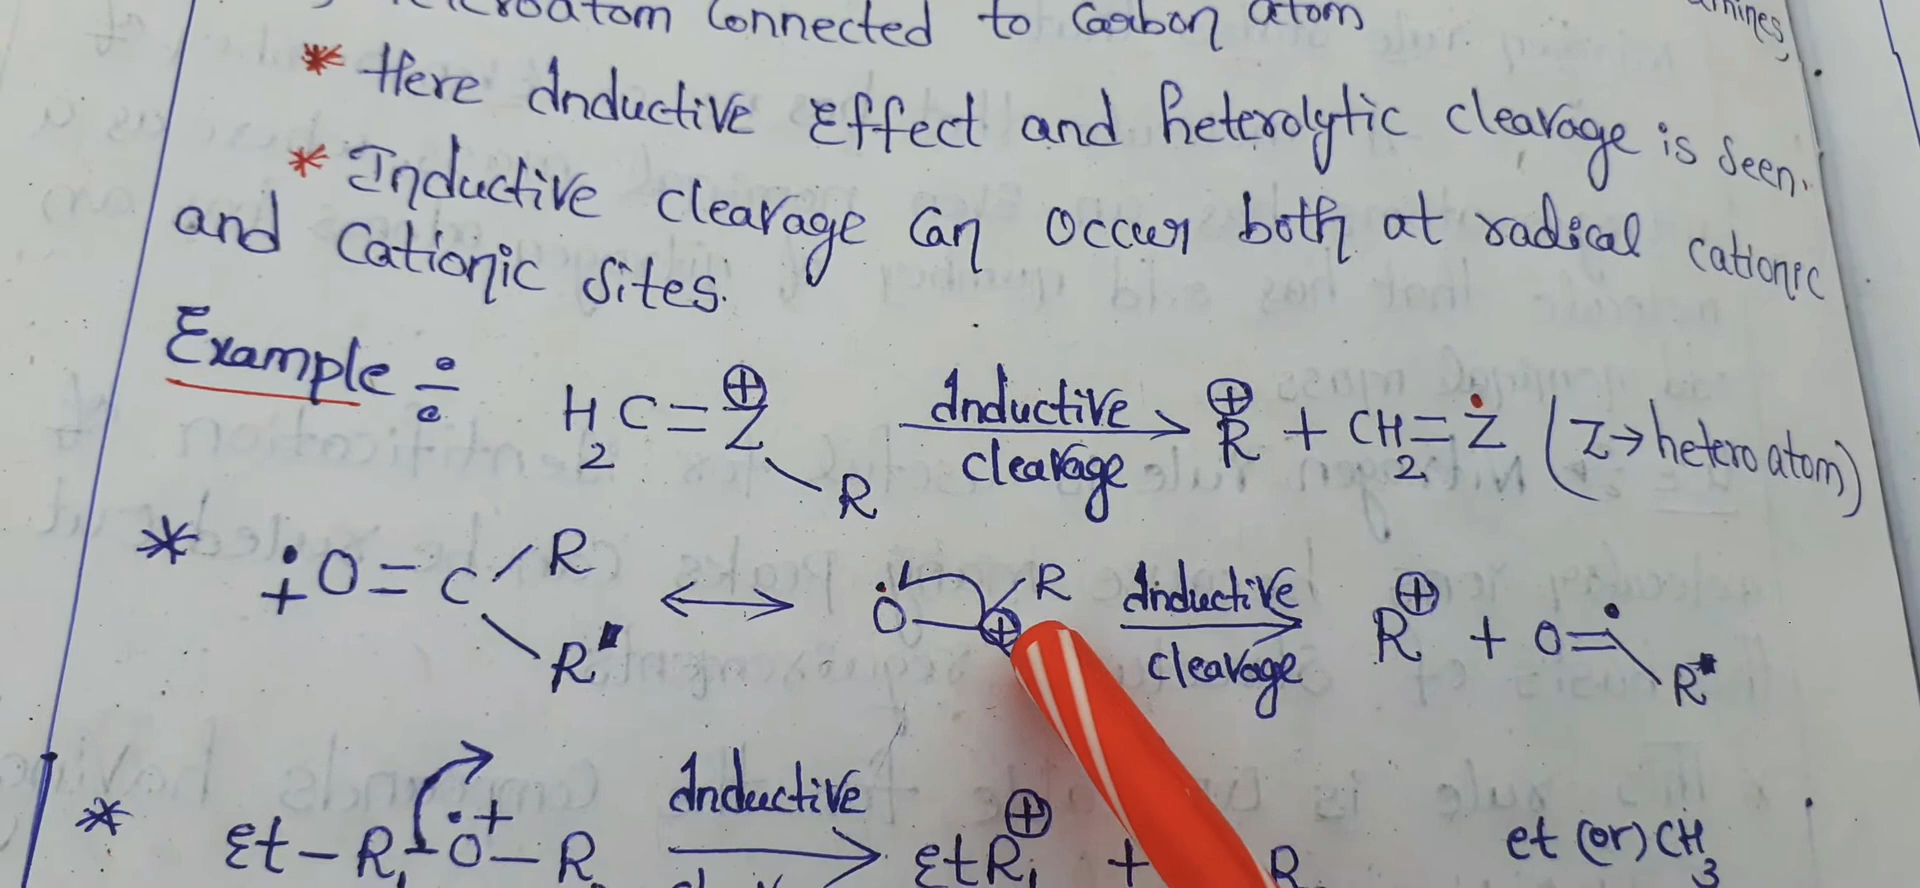 Connected to Carbon atom
amines,
* Here Inductive Effect and heterolytic cleavage is seen.
* Inductive cleavage Can occur both at radical cationic
and Cationic Sites.
Example ÷ H₂C=Z⊕-R Inductive cleavage → R⊕ + CH₂=Ż (Z→heteroatom)
* ∙+O=C-R R" ↔ Ȯ-⊕ R Inductive cleavage → R⊕ + O=∙ R"
* Et-R₁-O∙+-R Inductive → EtR₁⊕ + R et (or) CH₃